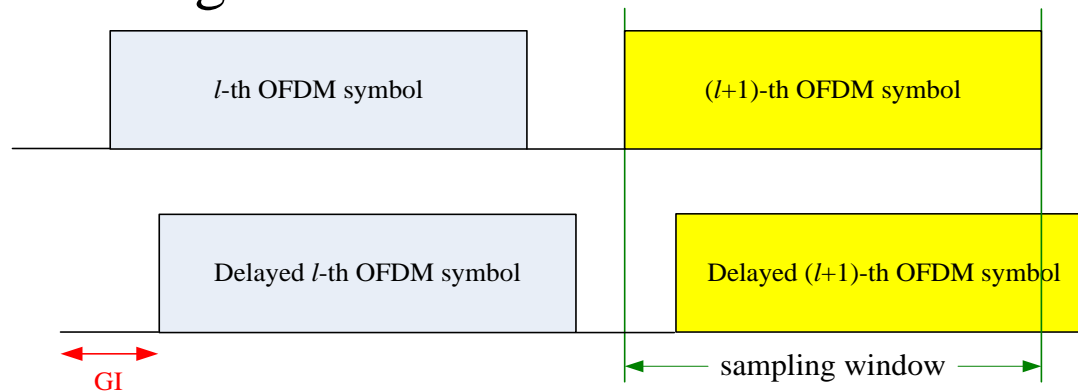 l-th OFDM symbol
(l+1)-th OFDM symbol
Delayed l-th OFDM symbol
Delayed (l+1)-th OFDM symbol
GI
sampling window